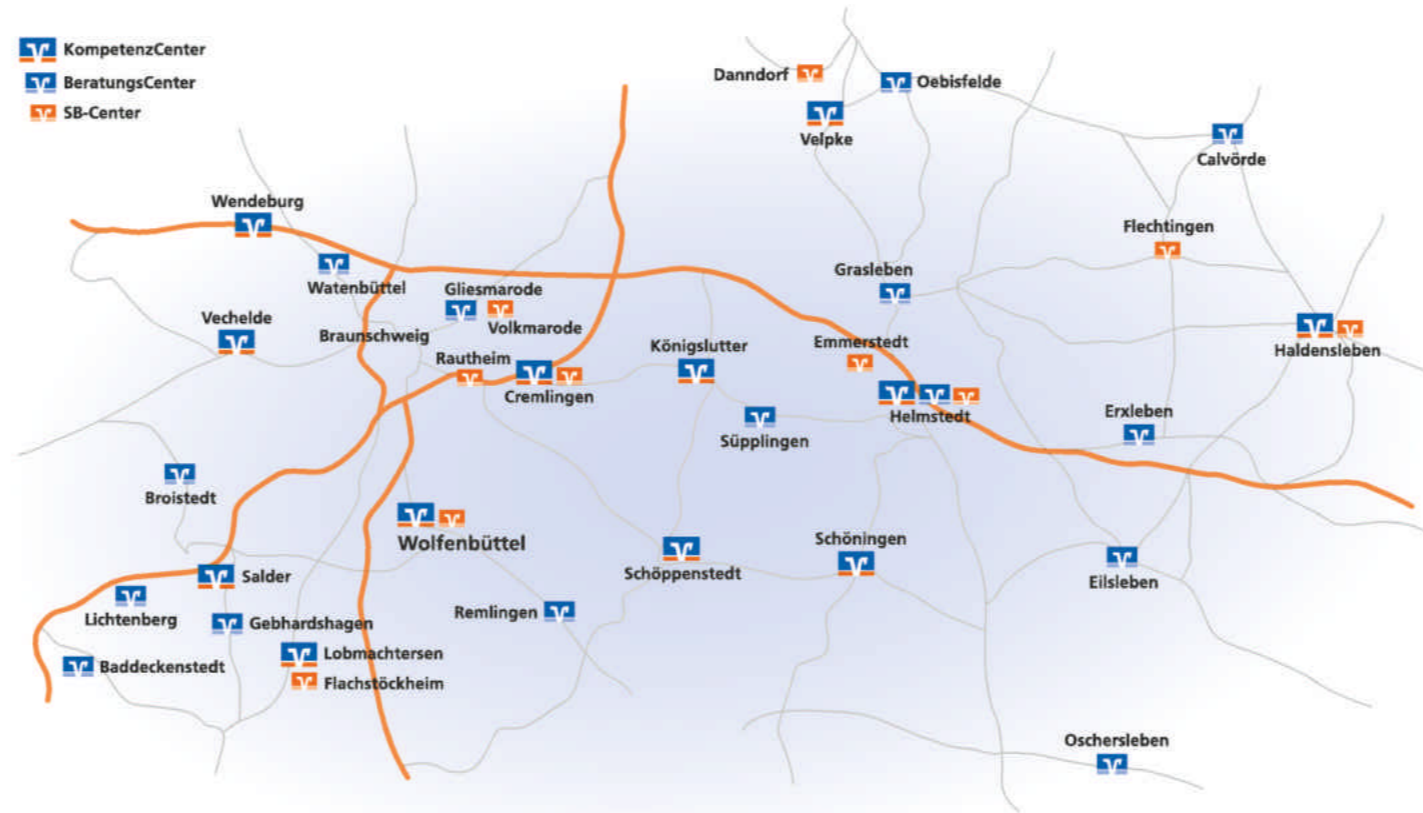 KompetenzCenter
BeratungsCenter
SB-Center
Danndorf
Oebisfelde
Velpke
Calvörde
Wendeburg
Flechtingen
Watenbüttel
Grasleben
Gliesmarode
Vechelde
Braunschweig
Volkmarode
Königslutter
Emmerstedt
Haldensleben
Rautheim
Cremlingen
Helmstedt
Erxleben
Süpplingen
Broistedt
Wolfenbüttel
Schöningen
Schöppenstedt
Salder
Eilsleben
Lichtenberg
Gebhardshagen
Remlingen
Lobmachtersen
Baddeckenstedt
Flachstöckheim
Oschersleben